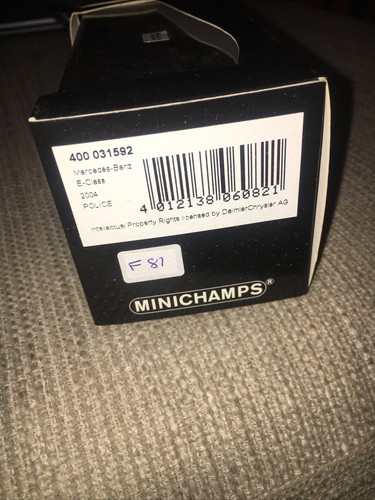 400 031592
Mercedes-Benz
E-Class
2004
POLICE
4 012138 060821
Intellectual Property Rights licensed by DaimlerChrysler AG
F 87
MINICHAMPS®